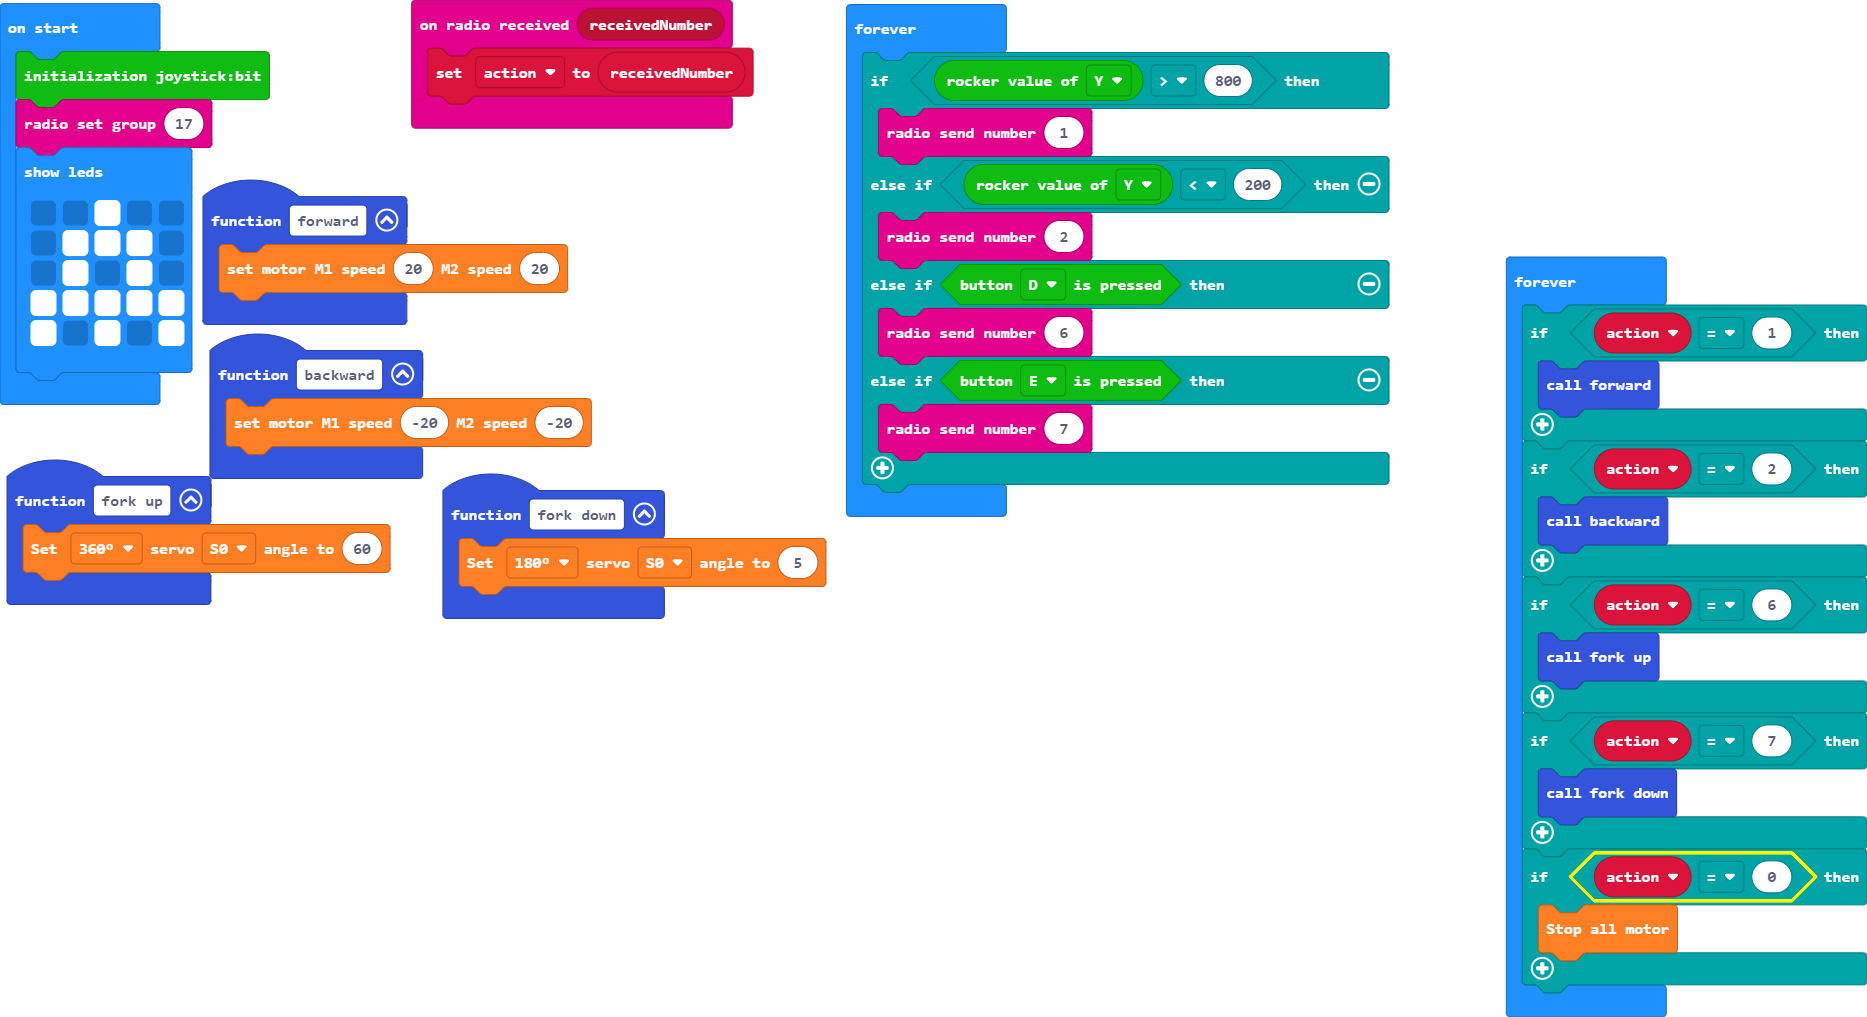 on start
initialization joystick:bit
radio set group 17
show leds
on radio received receivedNumber
set action to receivedNumber
function forward
set motor M1 speed 20 M2 speed 20
function backward
set motor M1 speed -20 M2 speed -20
function fork up
Set 360° servo S0 angle to 60
function fork down
Set 180° servo S0 angle to 5
forever
if rocker value of Y > 800 then
radio send number 1
else if rocker value of Y < 200 then
radio send number 2
else if button D is pressed then
radio send number 6
else if button E is pressed then
radio send number 7
forever
if action = 1 then
call forward
if action = 2 then
call backward
if action = 6 then
call fork up
if action = 7 then
call fork down
if action = 0 then
Stop all motor